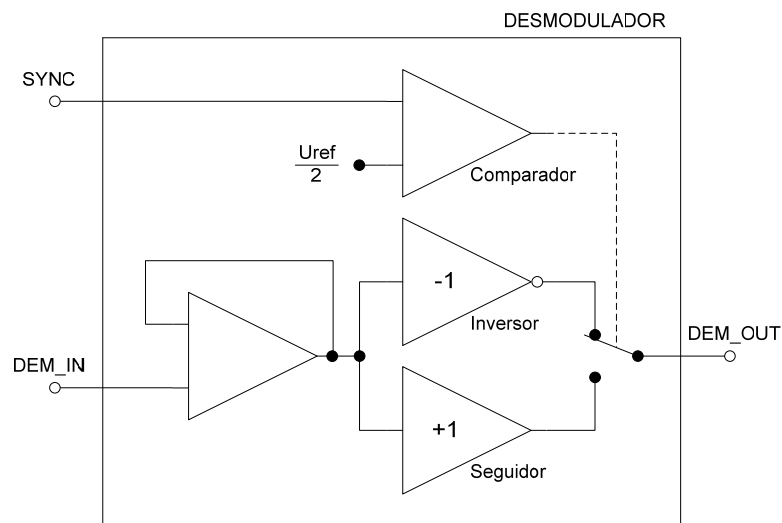 DESMODULADOR
SYNC
Uref
2
Comparador
-1
Inversor
DEM_IN
DEM_OUT
+1
Seguidor